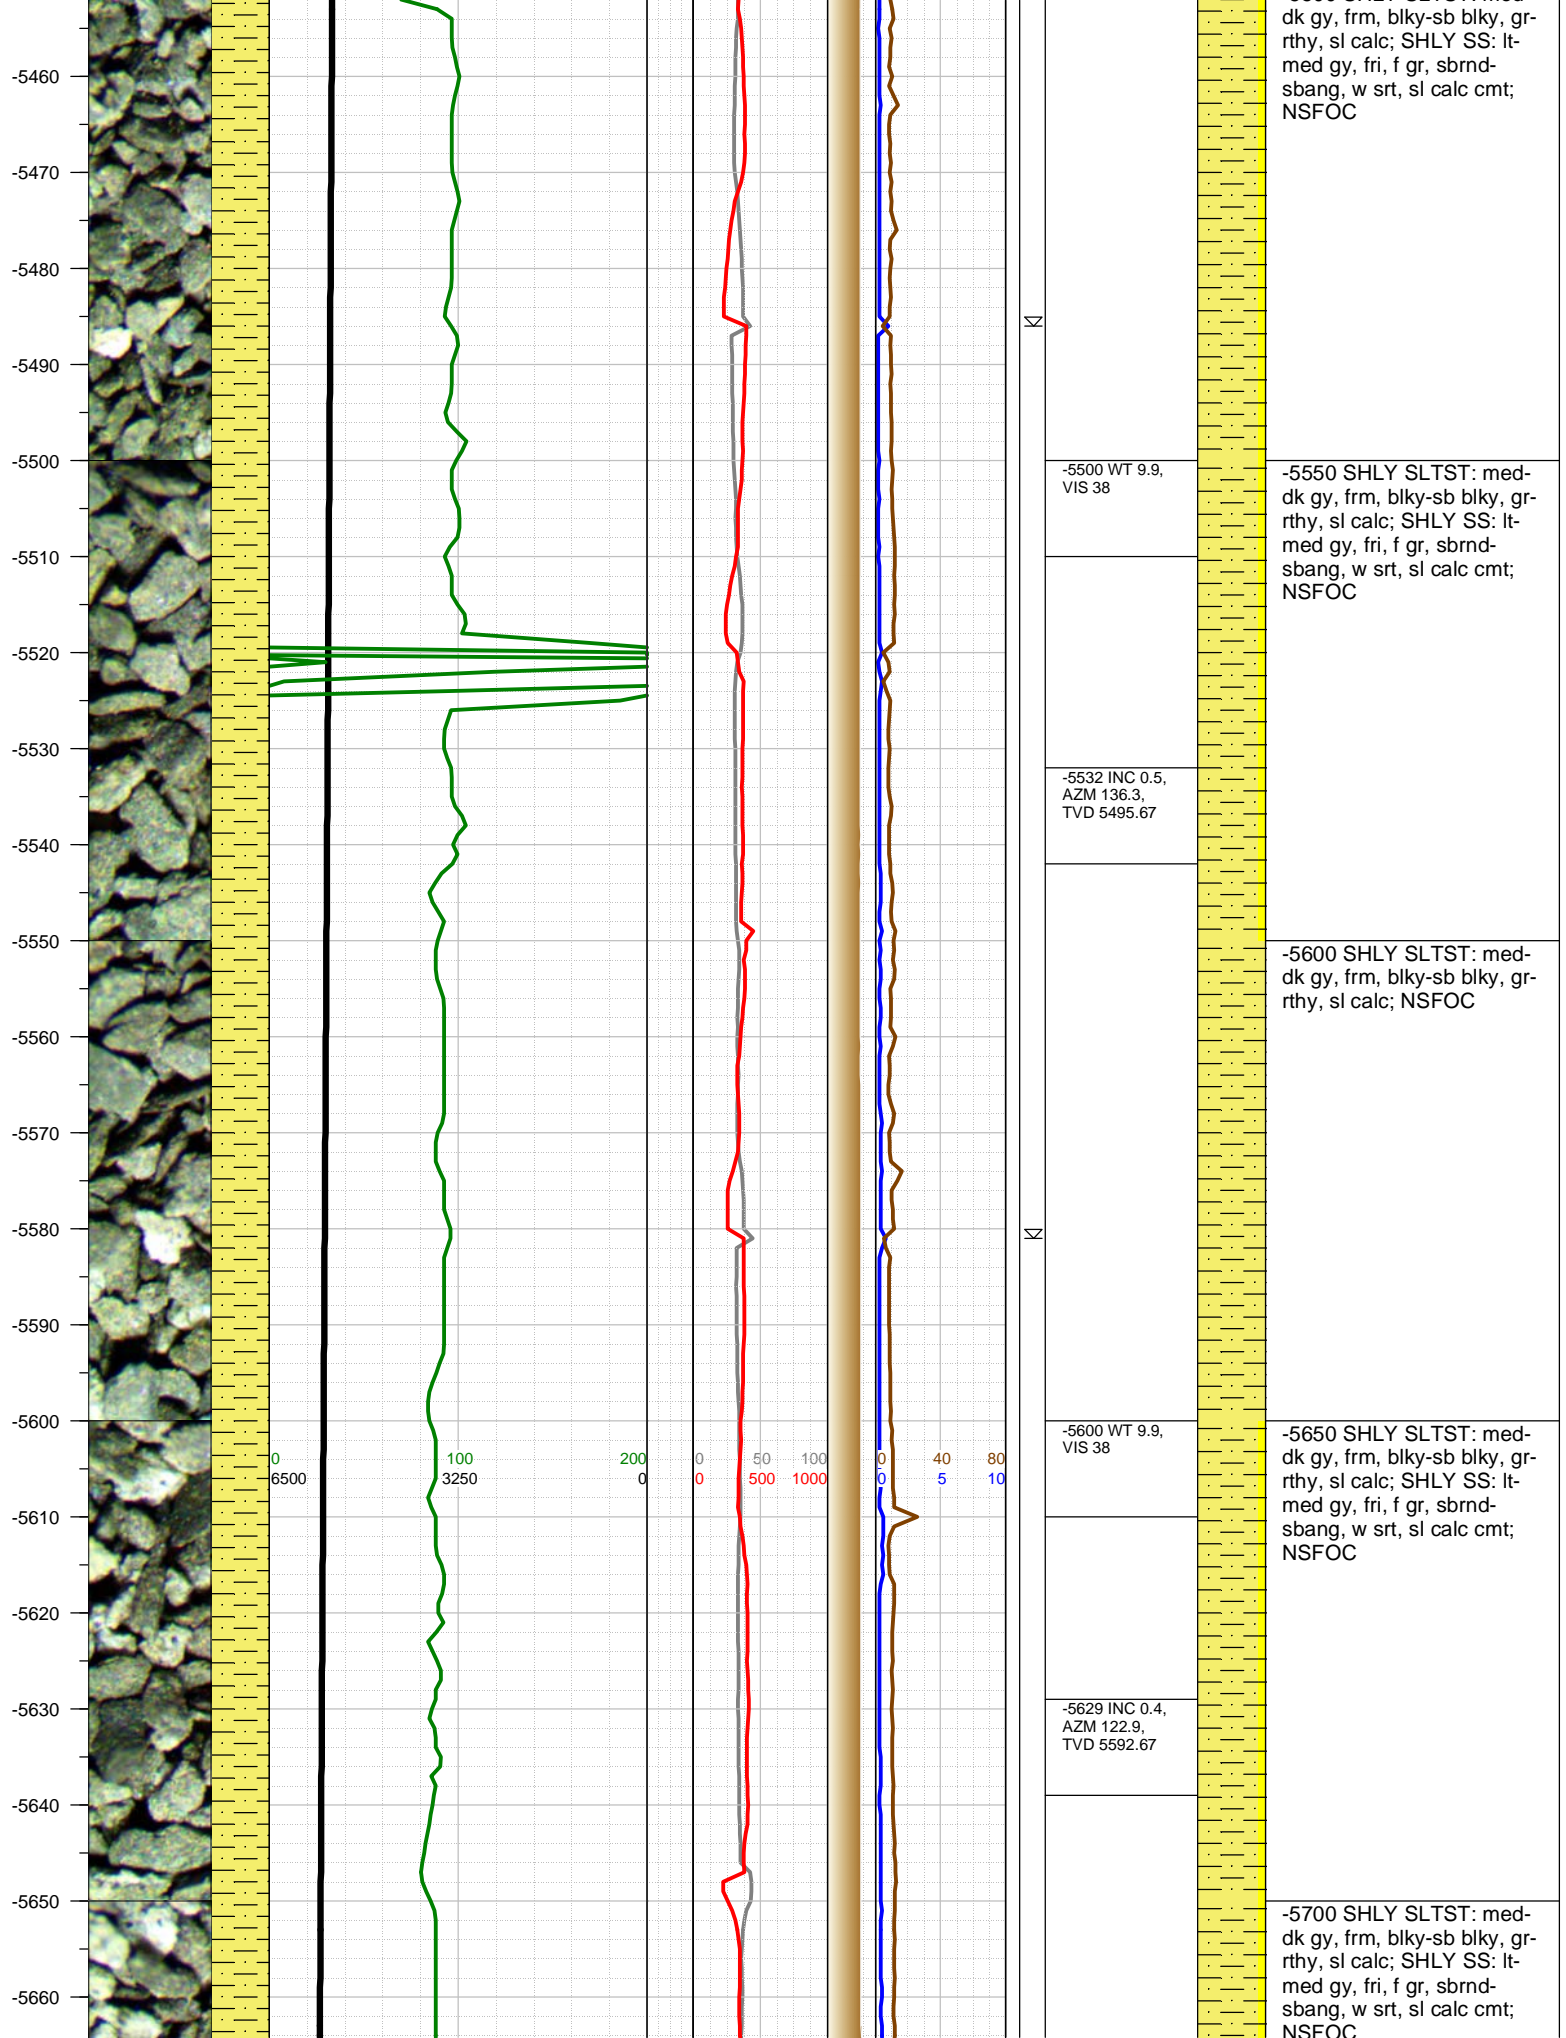 dk gy, frm, blky-sb blky, gr-
rthy, sl calc; SHLY SS: lt-
med gy, fri, f gr, sbrnd-
sbang, w srt, sl calc cmt;
NSFOC
-5460
-5470
-5480
-5490
-5500
-5500 WT 9.9,
VIS 38
-5550 SHLY SLTST: med-
dk gy, frm, blky-sb blky, gr-
rthy, sl calc; SHLY SS: lt-
med gy, fri, f gr, sbrnd-
sbang, w srt, sl calc cmt;
NSFOC
-5510
-5520
-5530
-5532 INC 0.5,
AZM 136.3,
TVD 5495.67
-5540
-5550
-5600 SHLY SLTST: med-
dk gy, frm, blky-sb blky, gr-
rthy, sl calc; NSFOC
-5560
-5570
-5580
-5590
-5600
-5600 WT 9.9,
VIS 38
-5650 SHLY SLTST: med-
dk gy, frm, blky-sb blky, gr-
rthy, sl calc; SHLY SS: lt-
med gy, fri, f gr, sbrnd-
sbang, w srt, sl calc cmt;
NSFOC
0 100 200 0 50 100 0 40 80
6500 3250 0 0 500 1000 0 5 10
-5610
-5620
-5630
-5629 INC 0.4,
AZM 122.9,
TVD 5592.67
-5640
-5650
-5700 SHLY SLTST: med-
dk gy, frm, blky-sb blky, gr-
rthy, sl calc; SHLY SS: lt-
med gy, fri, f gr, sbrnd-
sbang, w srt, sl calc cmt;
NSFOC
-5660